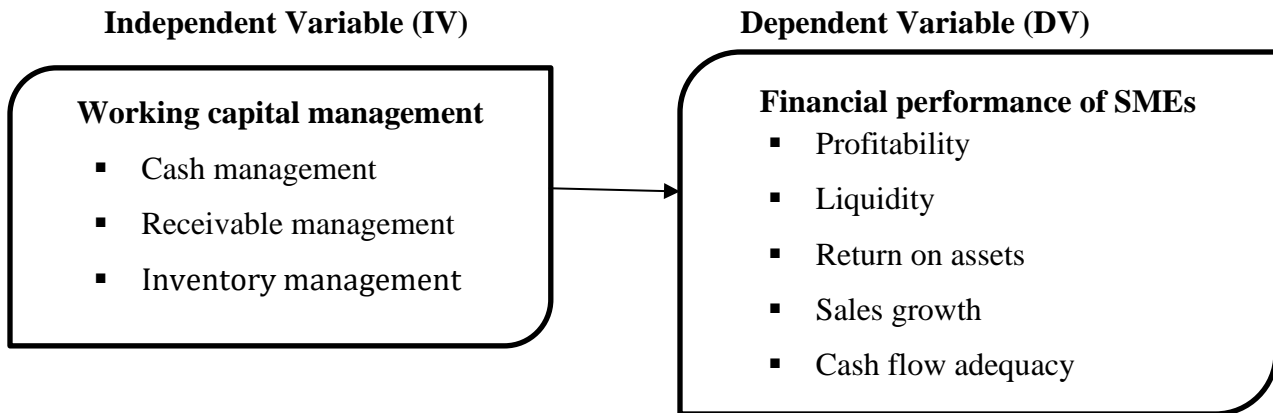 Independent Variable (IV)
Dependent Variable (DV)
Working capital management
▪ Cash management
▪ Receivable management
▪ Inventory management
Financial performance of SMEs
▪ Profitability
▪ Liquidity
▪ Return on assets
▪ Sales growth
▪ Cash flow adequacy